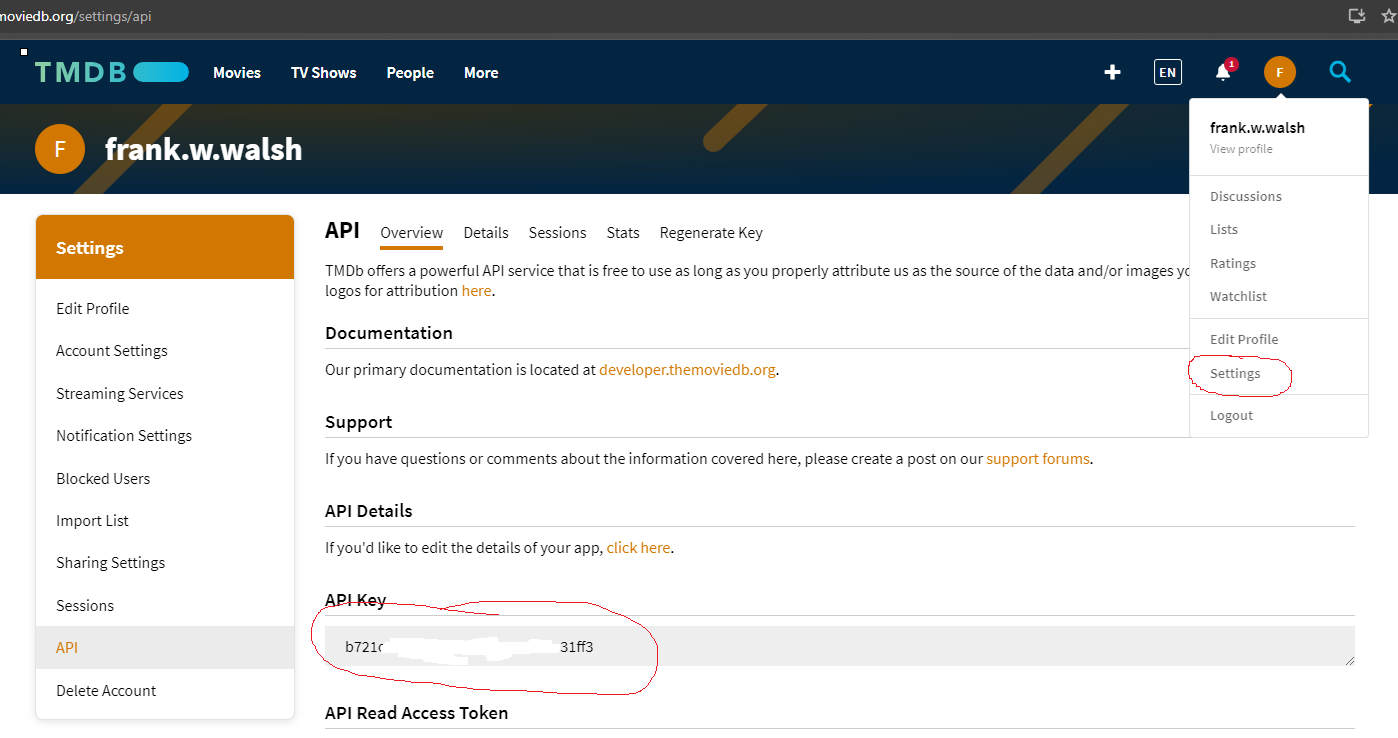 moviedb.org/settings/api
TMDB Movies TV Shows People More EN 1 F
F frank.w.walsh
frank.w.walsh
View profile
Discussions
Lists
Ratings
Watchlist
Edit Profile
Settings
Logout
Settings
Edit Profile
Account Settings
Streaming Services
Notification Settings
Blocked Users
Import List
Sharing Settings
Sessions
API
Delete Account
API Overview Details Sessions Stats Regenerate Key
TMDb offers a powerful API service that is free to use as long as you properly attribute us as the source of the data and/or images
logos for attribution here.
Documentation
Our primary documentation is located at developer.themoviedb.org.
Support
If you have questions or comments about the information covered here, please create a post on our support forums.
API Details
If you'd like to edit the details of your app, click here.
API Key
b721 31ff3
API Read Access Token